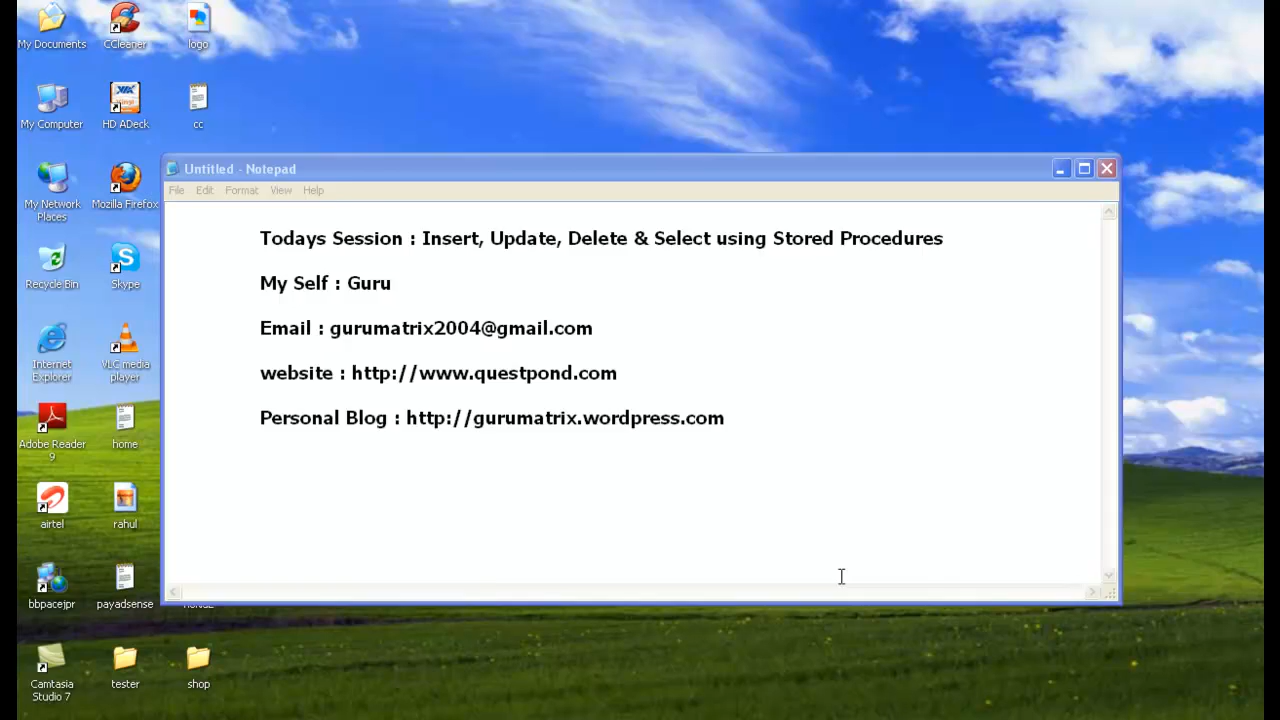 My Documents
CCleaner
logo
My Computer
HD ADeck
cc
Untitled - Notepad
File Edit Format View Help
My Network
Places
Mozilla Firefox
Todays Session : Insert, Update, Delete & Select using Stored Procedures
My Self : Guru
Recycle Bin
Skype
Email : gurumatrix2004@gmail.com
website : http://www.questpond.com
Internet
Explorer
VLC media
player
Personal Blog : http://gurumatrix.wordpress.com
Adobe Reader
9
home
airtel
rahul
bbpacejpr
payadsense
Camtasia
Studio 7
tester
shop